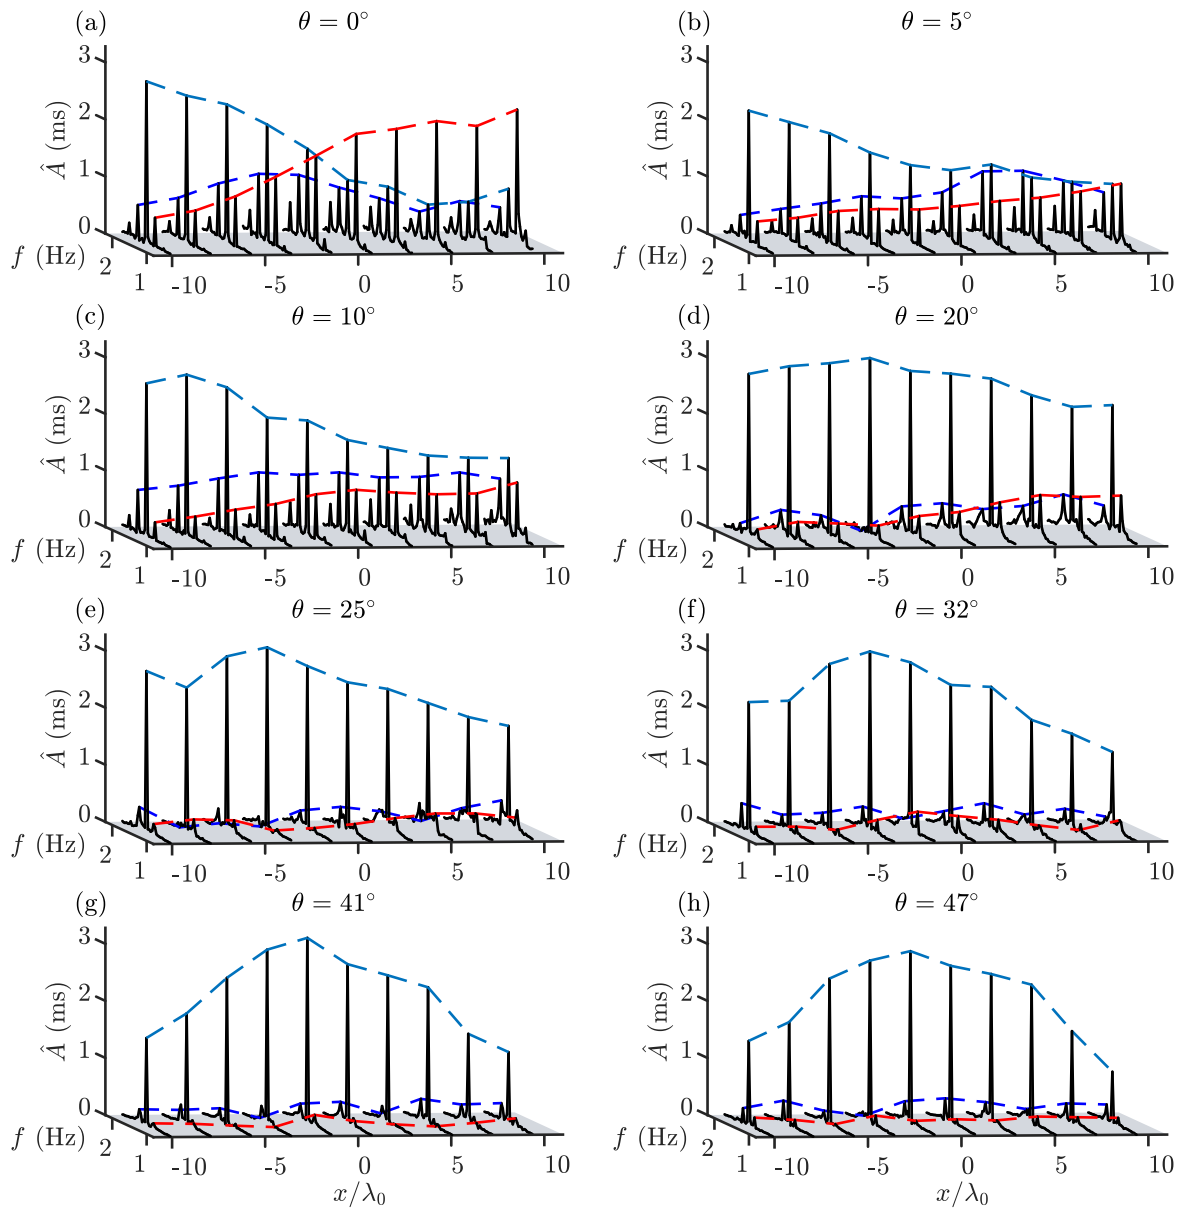 (a) θ = 0° (b) θ = 5°
3 3
2 2
Â (ms) Â (ms)
1 1
0 0
f (Hz) 2 f (Hz) 2
1 -10 -5 0 5 10 1 -10 -5 0 5 10
(c) θ = 10° (d) θ = 20°
3 3
2 2
Â (ms) Â (ms)
1 1
0 0
f (Hz) 2 f (Hz) 2
1 -10 -5 0 5 10 1 -10 -5 0 5 10
(e) θ = 25° (f) θ = 32°
3 3
2 2
Â (ms) Â (ms)
1 1
0 0
f (Hz) 2 f (Hz) 2
1 -10 -5 0 5 10 1 -10 -5 0 5 10
(g) θ = 41° (h) θ = 47°
3 3
2 2
Â (ms) Â (ms)
1 1
0 0
f (Hz) 2 f (Hz) 2
1 -10 -5 0 5 10 1 -10 -5 0 5 10
x/λ₀ x/λ₀